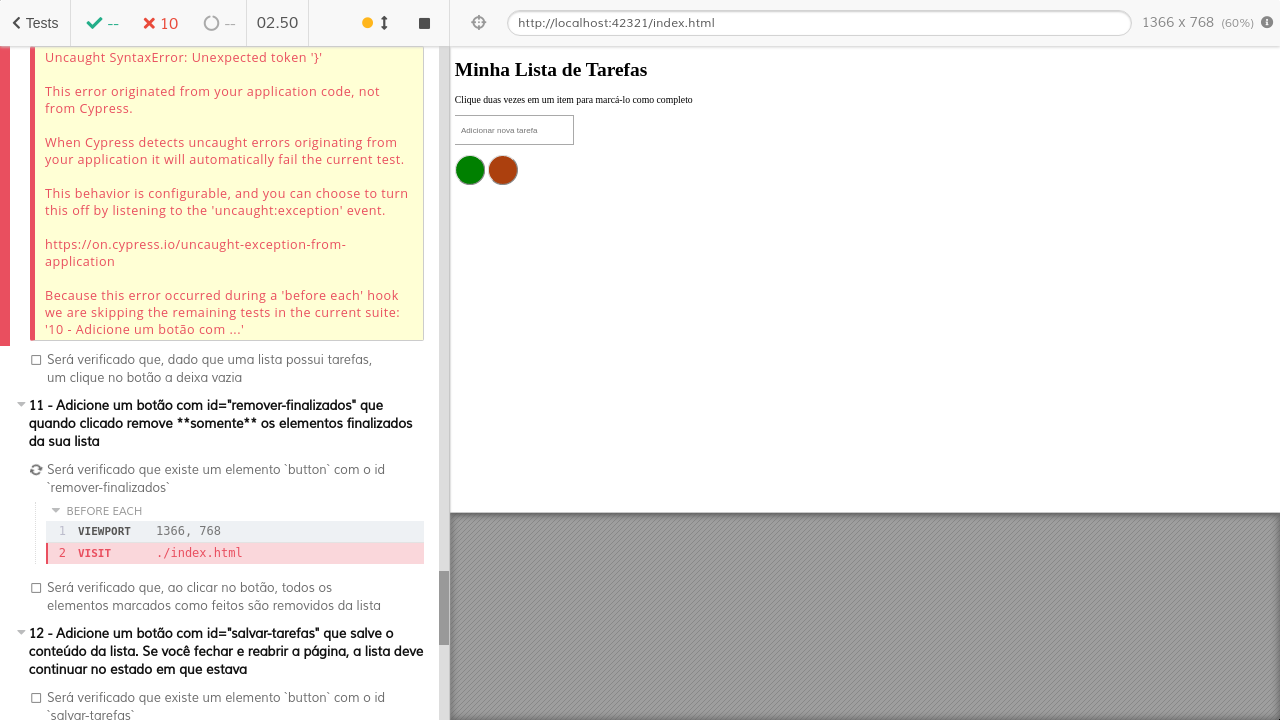 Tests
--
10
--
02.50
http://localhost:42321/index.html
1366 x 768 (60%)
Uncaught SyntaxError: Unexpected token '}'
This error originated from your application code, not
from Cypress.
When Cypress detects uncaught errors originating from
your application it will automatically fail the current test.
This behavior is configurable, and you can choose to turn
this off by listening to the 'uncaught:exception' event.
https://on.cypress.io/uncaught-exception-from-
application
Because this error occurred during a 'before each' hook
we are skipping the remaining tests in the current suite:
'10 - Adicione um botão com ...'
Será verificado que, dado que uma lista possui tarefas,
um clique no botão a deixa vazia
11 - Adicione um botão com id="remover-finalizados" que
quando clicado remove **somente** os elementos finalizados
da sua lista
Será verificado que existe um elemento `button` com o id
`remover-finalizados`
BEFORE EACH
1 VIEWPORT 1366, 768
2 VISIT ./index.html
Será verificado que, ao clicar no botão, todos os
elementos marcados como feitos são removidos da lista
12 - Adicione um botão com id="salvar-tarefas" que salve o
conteúdo da lista. Se você fechar e reabrir a página, a lista deve
continuar no estado em que estava
Será verificado que existe um elemento `button` com o id
`salvar-tarefas`
Minha Lista de Tarefas
Clique duas vezes em um item para marcá-lo como completo
Adicionar nova tarefa